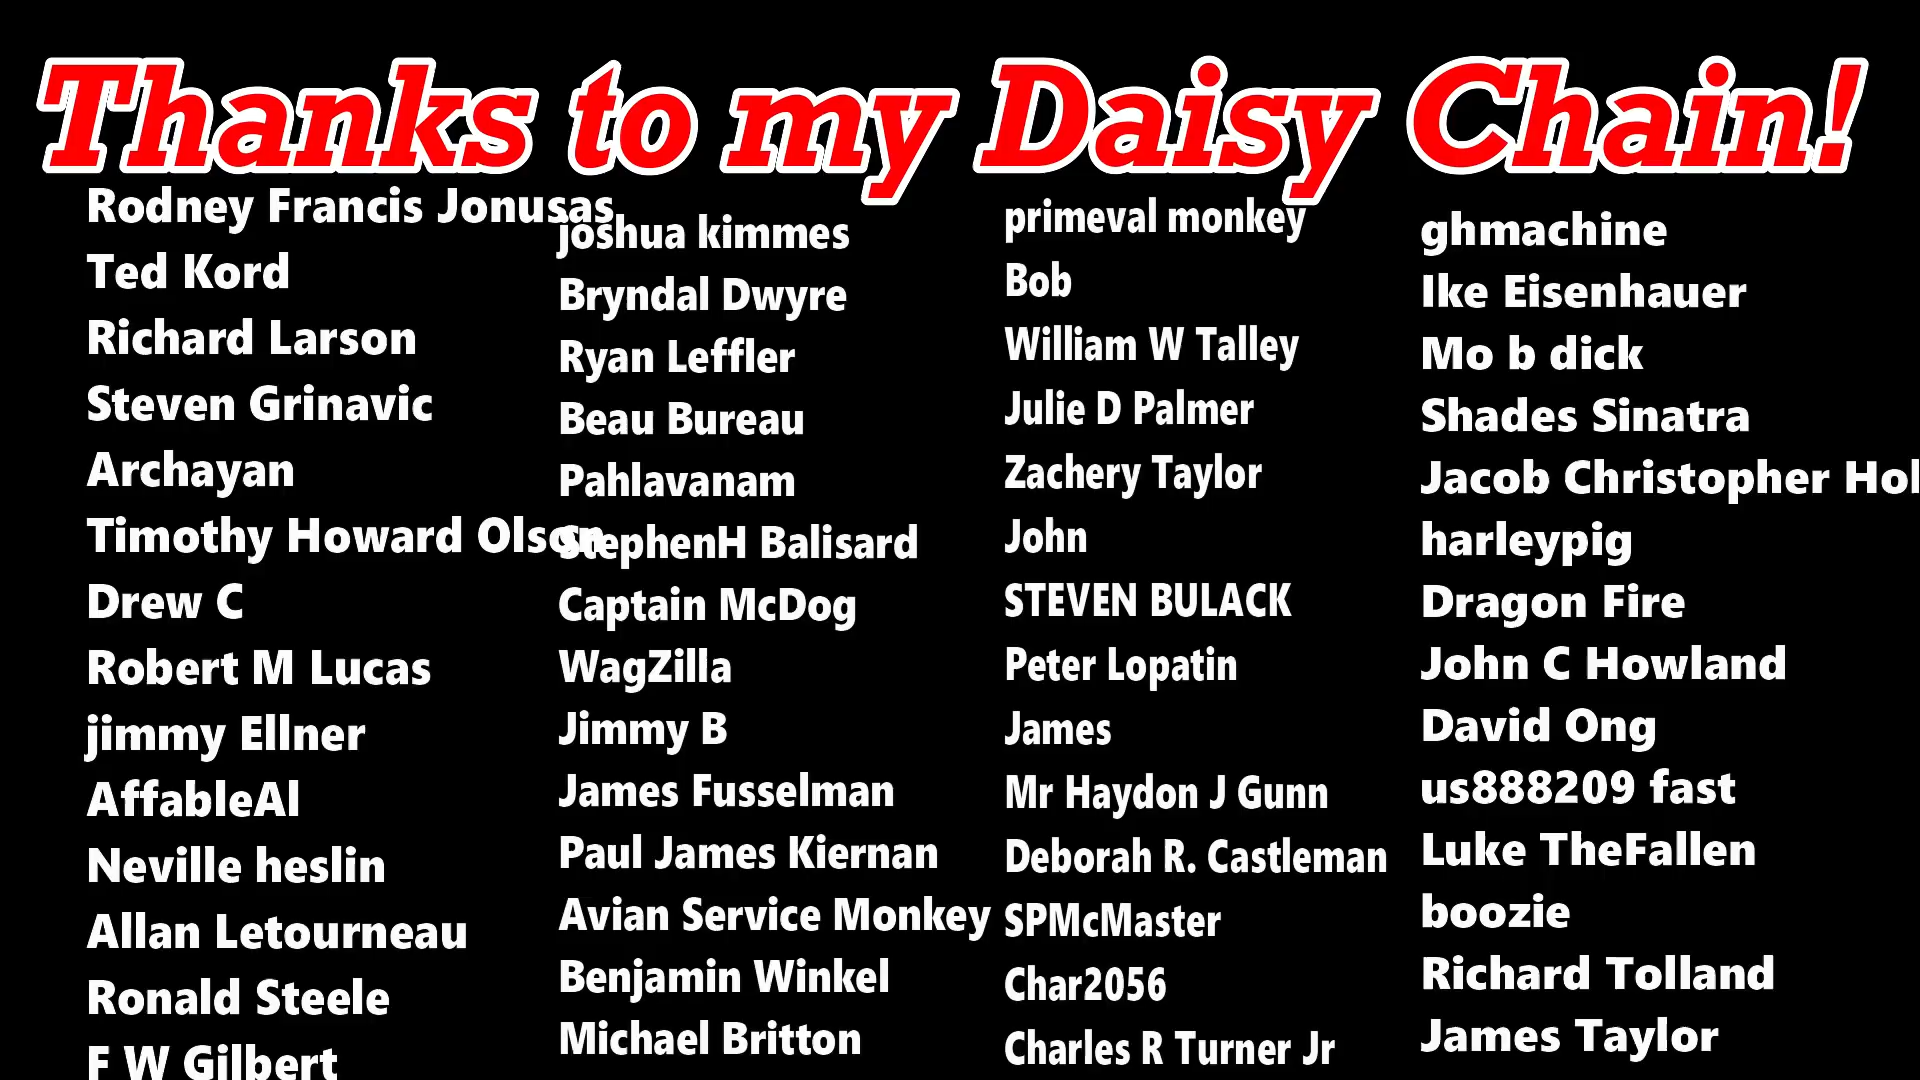 Thanks to my Daisy Chain!
Rodney Francis Jonusas
Ted Kord
Richard Larson
Steven Grinavic
Archayan
Timothy Howard Olson
Drew C
Robert M Lucas
jimmy Ellner
AffableAl
Neville heslin
Allan Letourneau
Ronald Steele
F W Gilbert
joshua kimmes
Bryndal Dwyre
Ryan Leffler
Beau Bureau
Pahlavanam
StephenH Balisard
Captain McDog
WagZilla
Jimmy B
James Fusselman
Paul James Kiernan
Avian Service Monkey
Benjamin Winkel
Michael Britton
primeval monkey
Bob
William W Talley
Julie D Palmer
Zachery Taylor
John
STEVEN BULACK
Peter Lopatin
James
Mr Haydon J Gunn
Deborah R. Castleman
SPMcMaster
Char2056
Charles R Turner Jr
ghmachine
Ike Eisenhauer
Mo b dick
Shades Sinatra
Jacob Christopher Hol
harleypig
Dragon Fire
John C Howland
David Ong
us888209 fast
Luke TheFallen
boozie
Richard Tolland
James Taylor